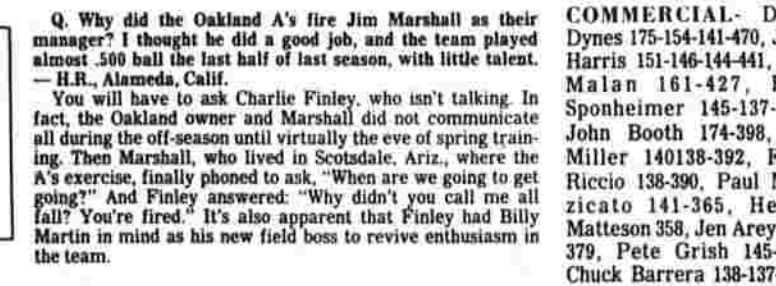 Q. Why did the Oakland A's fire Jim Marshall as their
manager? I thought he did a good job, and the team played
almost .500 ball the last half of last season, with little talent.
— H.R., Alameda, Calif.
You will have to ask Charlie Finley, who isn't talking. In
fact, the Oakland owner and Marshall did not communicate
all during the off-season until virtually the eve of spring train-
ing. Then Marshall, who lived in Scotsdale, Ariz., where the
A's exercise, finally phoned to ask, "When are we going to get
going?" And Finley answered: "Why didn't you call me all
fall? You're fired." It's also apparent that Finley had Billy
Martin in mind as his new field boss to revive enthusiasm in
the team.
COMMERCIAL- D
Dynes 175-154-141-470,
Harris 151-146-144-441,
Malan 161-427,
Sponheimer 145-137-
John Booth 174-398,
Miller 140138-392,
Riccio 138-390, Paul
zicato 141-365, He
Matteson 358, Jen Arey
379, Pete Grish 145-
Chuck Barrera 138-137-